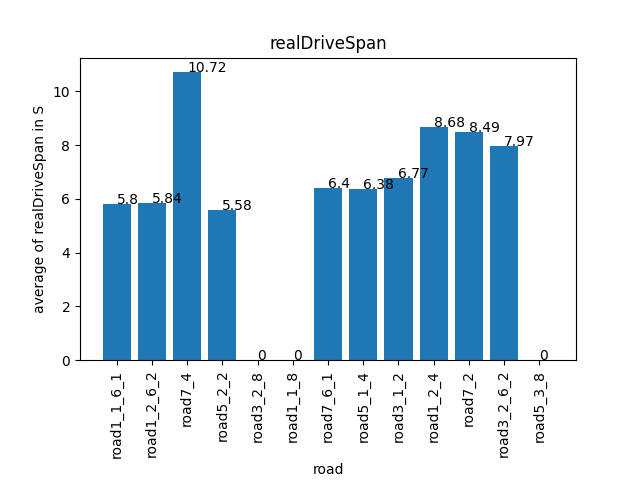 realDriveSpan
average of realDriveSpan in S
10
8
6
4
2
0
5.8
5.84
10.72
5.58
0
0
6.4
6.38
6.77
8.68
8.49
7.97
0
road1_1_6_1
road1_2_6_2
road7_4
road5_2_2
road3_2_8
road1_1_8
road7_6_1
road5_1_4
road3_1_2
road1_2_4
road7_2
road3_2_6_2
road5_3_8
road